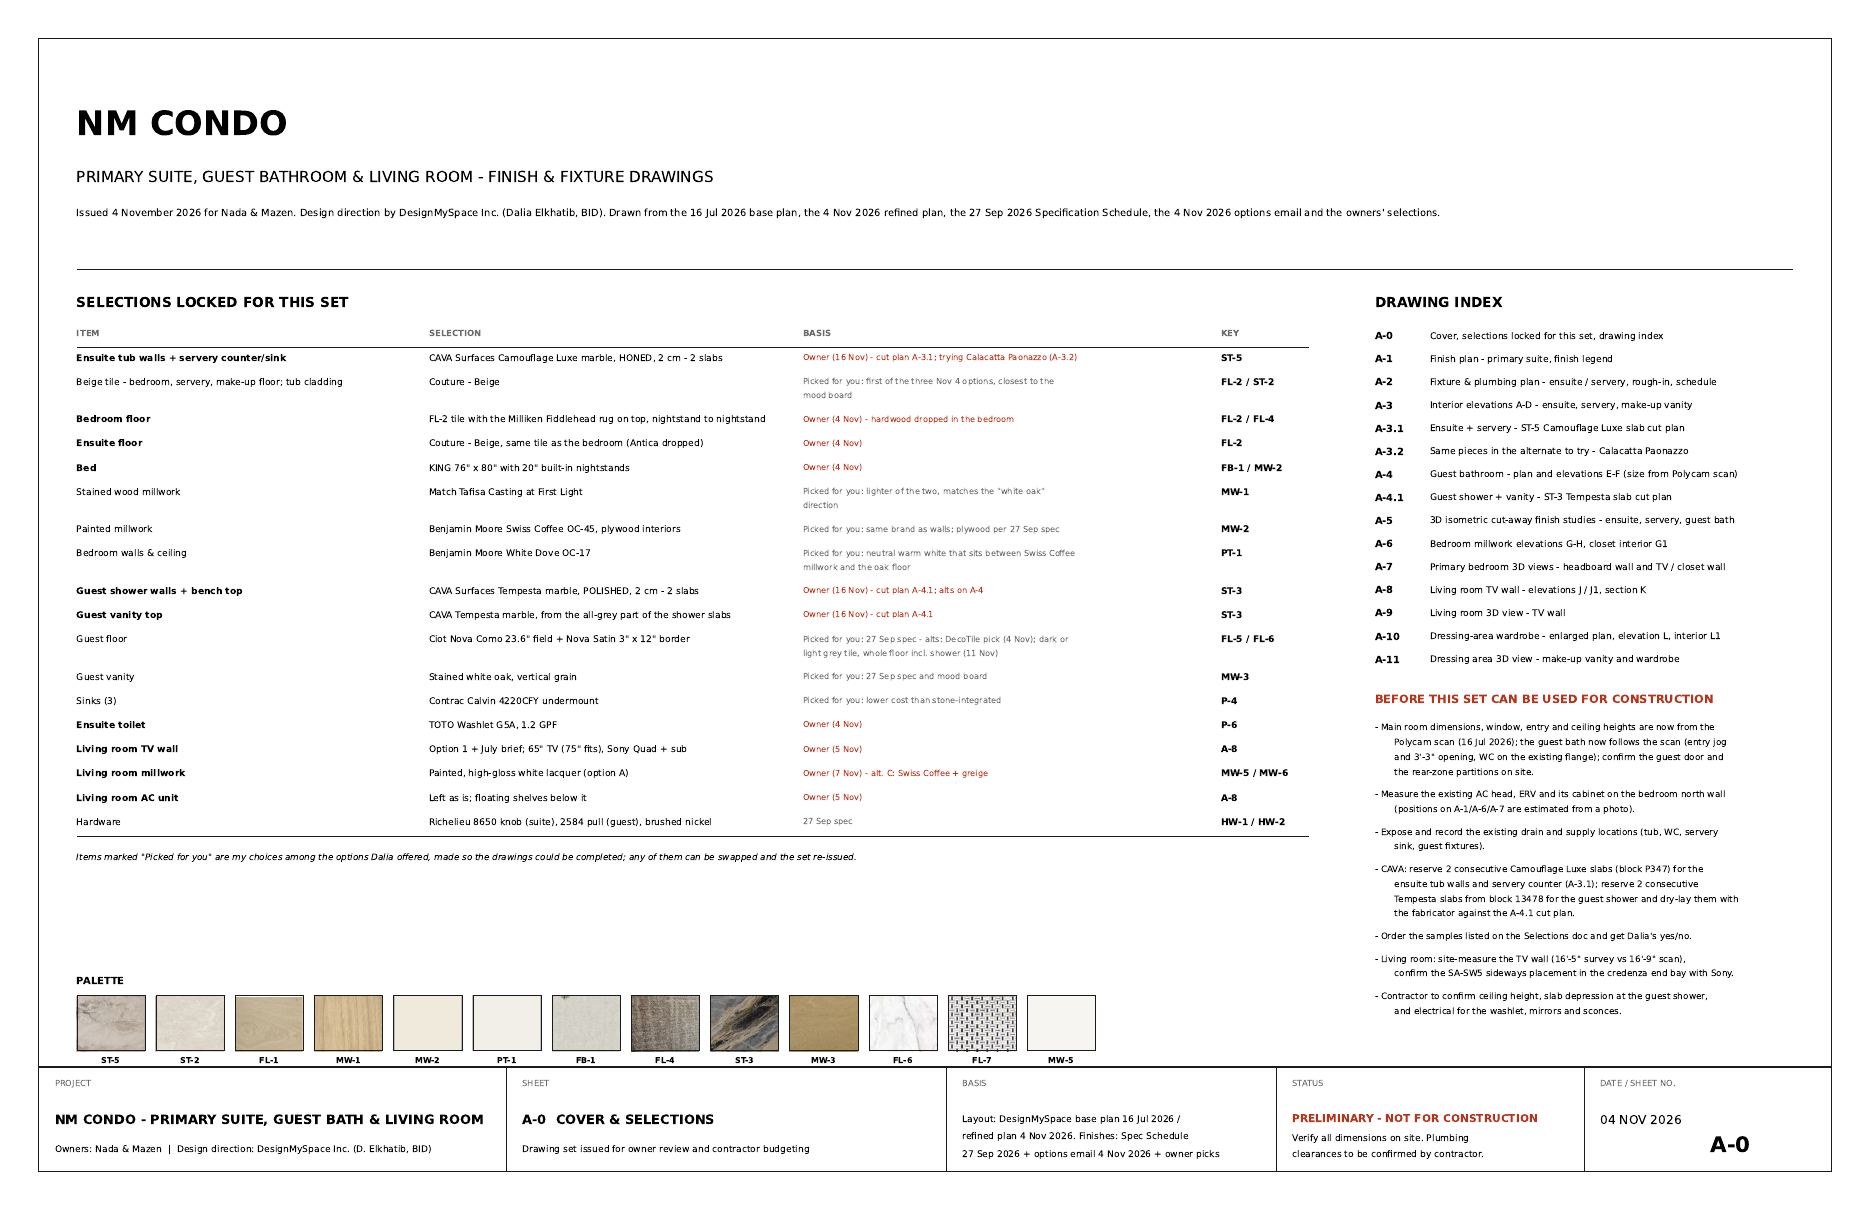 NM CONDO
PRIMARY SUITE, GUEST BATHROOM & LIVING ROOM - FINISH & FIXTURE DRAWINGS
Issued 4 November 2026 for Nada & Mazen. Design direction by DesignMySpace Inc. (Dalia Elkhatib, BID). Drawn from the 16 Jul 2026 base plan, the 4 Nov 2026 refined plan, the 27 Sep 2026 Specification Schedule, the 4 Nov 2026 options email and the owners' selections.
SELECTIONS LOCKED FOR THIS SET
ITEM SELECTION BASIS KEY
Ensuite tub walls + servery counter/sink CAVA Surfaces Camouflage Luxe marble, HONED, 2 cm - 2 slabs Owner (16 Nov) - cut plan A-3.1; trying Calacatta Paonazzo (A-3.2) ST-5
Beige tile - bedroom, servery, make-up floor; tub cladding Couture - Beige Picked for you: first of the three Nov 4 options, closest to the FL-2 / ST-2
mood board
Bedroom floor FL-2 tile with the Milliken Fiddlehead rug on top, nightstand to nightstand Owner (4 Nov) - hardwood dropped in the bedroom FL-2 / FL-4
Ensuite floor Couture - Beige, same tile as the bedroom (Antica dropped) Owner (4 Nov) FL-2
Bed KING 76" x 80" with 20" built-in nightstands Owner (4 Nov) FB-1 / MW-2
Stained wood millwork Match Tafisa Casting at First Light Picked for you: lighter of the two, matches the "white oak" MW-1
direction
Painted millwork Benjamin Moore Swiss Coffee OC-45, plywood interiors Picked for you: same brand as walls; plywood per 27 Sep spec MW-2
Bedroom walls & ceiling Benjamin Moore White Dove OC-17 Picked for you: neutral warm white that sits between Swiss Coffee PT-1
millwork and the oak floor
Guest shower walls + bench top CAVA Surfaces Tempesta marble, POLISHED, 2 cm - 2 slabs Owner (16 Nov) - cut plan A-4.1; alts on A-4 ST-3
Guest vanity top CAVA Tempesta marble, from the all-grey part of the shower slabs Owner (16 Nov) - cut plan A-4.1 ST-3
Guest floor Ciot Nova Como 23.6" field + Nova Satin 3" x 12" border Picked for you: 27 Sep spec - alts: DecoTile pick (4 Nov); dark or FL-5 / FL-6
light grey tile, whole floor incl. shower (11 Nov)
Guest vanity Stained white oak, vertical grain Picked for you: 27 Sep spec and mood board MW-3
Sinks (3) Contrac Calvin 4220CFY undermount Picked for you: lower cost than stone-integrated P-4
Ensuite toilet TOTO Washlet G5A, 1.2 GPF Owner (4 Nov) P-6
Living room TV wall Option 1 + July brief; 65" TV (75" fits), Sony Quad + sub Owner (5 Nov) A-8
Living room millwork Painted, high-gloss white lacquer (option A) Owner (7 Nov) - alt. C: Swiss Coffee + greige MW-5 / MW-6
Living room AC unit Left as is; floating shelves below it Owner (5 Nov) A-8
Hardware Richelieu 8650 knob (suite), 2584 pull (guest), brushed nickel 27 Sep spec HW-1 / HW-2
Items marked "Picked for you" are my choices among the options Dalia offered, made so the drawings could be completed; any of them can be swapped and the set re-issued.
DRAWING INDEX
A-0 Cover, selections locked for this set, drawing index
A-1 Finish plan - primary suite, finish legend
A-2 Fixture & plumbing plan - ensuite / servery, rough-in, schedule
A-3 Interior elevations A-D - ensuite, servery, make-up vanity
A-3.1 Ensuite + servery - ST-5 Camouflage Luxe slab cut plan
A-3.2 Same pieces in the alternate to try - Calacatta Paonazzo
A-4 Guest bathroom - plan and elevations E-F (size from Polycam scan)
A-4.1 Guest shower + vanity - ST-3 Tempesta slab cut plan
A-5 3D isometric cut-away finish studies - ensuite, servery, guest bath
A-6 Bedroom millwork elevations G-H, closet interior G1
A-7 Primary bedroom 3D views - headboard wall and TV / closet wall
A-8 Living room TV wall - elevations J / J1, section K
A-9 Living room 3D view - TV wall
A-10 Dressing-area wardrobe - enlarged plan, elevation L, interior L1
A-11 Dressing area 3D view - make-up vanity and wardrobe
BEFORE THIS SET CAN BE USED FOR CONSTRUCTION
- Main room dimensions, window, entry and ceiling heights are now from the
Polycam scan (16 Jul 2026); the guest bath now follows the scan (entry jog
and 3'-3" opening, WC on the existing flange); confirm the guest door and
the rear-zone partitions on site.
- Measure the existing AC head, ERV and its cabinet on the bedroom north wall
(positions on A-1/A-6/A-7 are estimated from a photo).
- Expose and record the existing drain and supply locations (tub, WC, servery
sink, guest fixtures).
- CAVA: reserve 2 consecutive Camouflage Luxe slabs (block P347) for the
ensuite tub walls and servery counter (A-3.1); reserve 2 consecutive
Tempesta slabs from block 13478 for the guest shower and dry-lay them with
the fabricator against the A-4.1 cut plan.
- Order the samples listed on the Selections doc and get Dalia's yes/no.
- Living room: site-measure the TV wall (16'-5" survey vs 16'-9" scan),
confirm the SA-SW5 sideways placement in the credenza end bay with Sony.
- Contractor to confirm ceiling height, slab depression at the guest shower,
and electrical for the washlet, mirrors and sconces.
PALETTE
ST-5 ST-2 FL-1 MW-1 MW-2 PT-1 FB-1 FL-4 ST-3 MW-3 FL-6 FL-7 MW-5
PROJECT
NM CONDO - PRIMARY SUITE, GUEST BATH & LIVING ROOM
Owners: Nada & Mazen | Design direction: DesignMySpace Inc. (D. Elkhatib, BID)
SHEET
A-0 COVER & SELECTIONS
Drawing set issued for owner review and contractor budgeting
BASIS
Layout: DesignMySpace base plan 16 Jul 2026 /
refined plan 4 Nov 2026. Finishes: Spec Schedule
27 Sep 2026 + options email 4 Nov 2026 + owner picks
STATUS
PRELIMINARY - NOT FOR CONSTRUCTION
Verify all dimensions on site. Plumbing
clearances to be confirmed by contractor.
DATE / SHEET NO.
04 NOV 2026
A-0